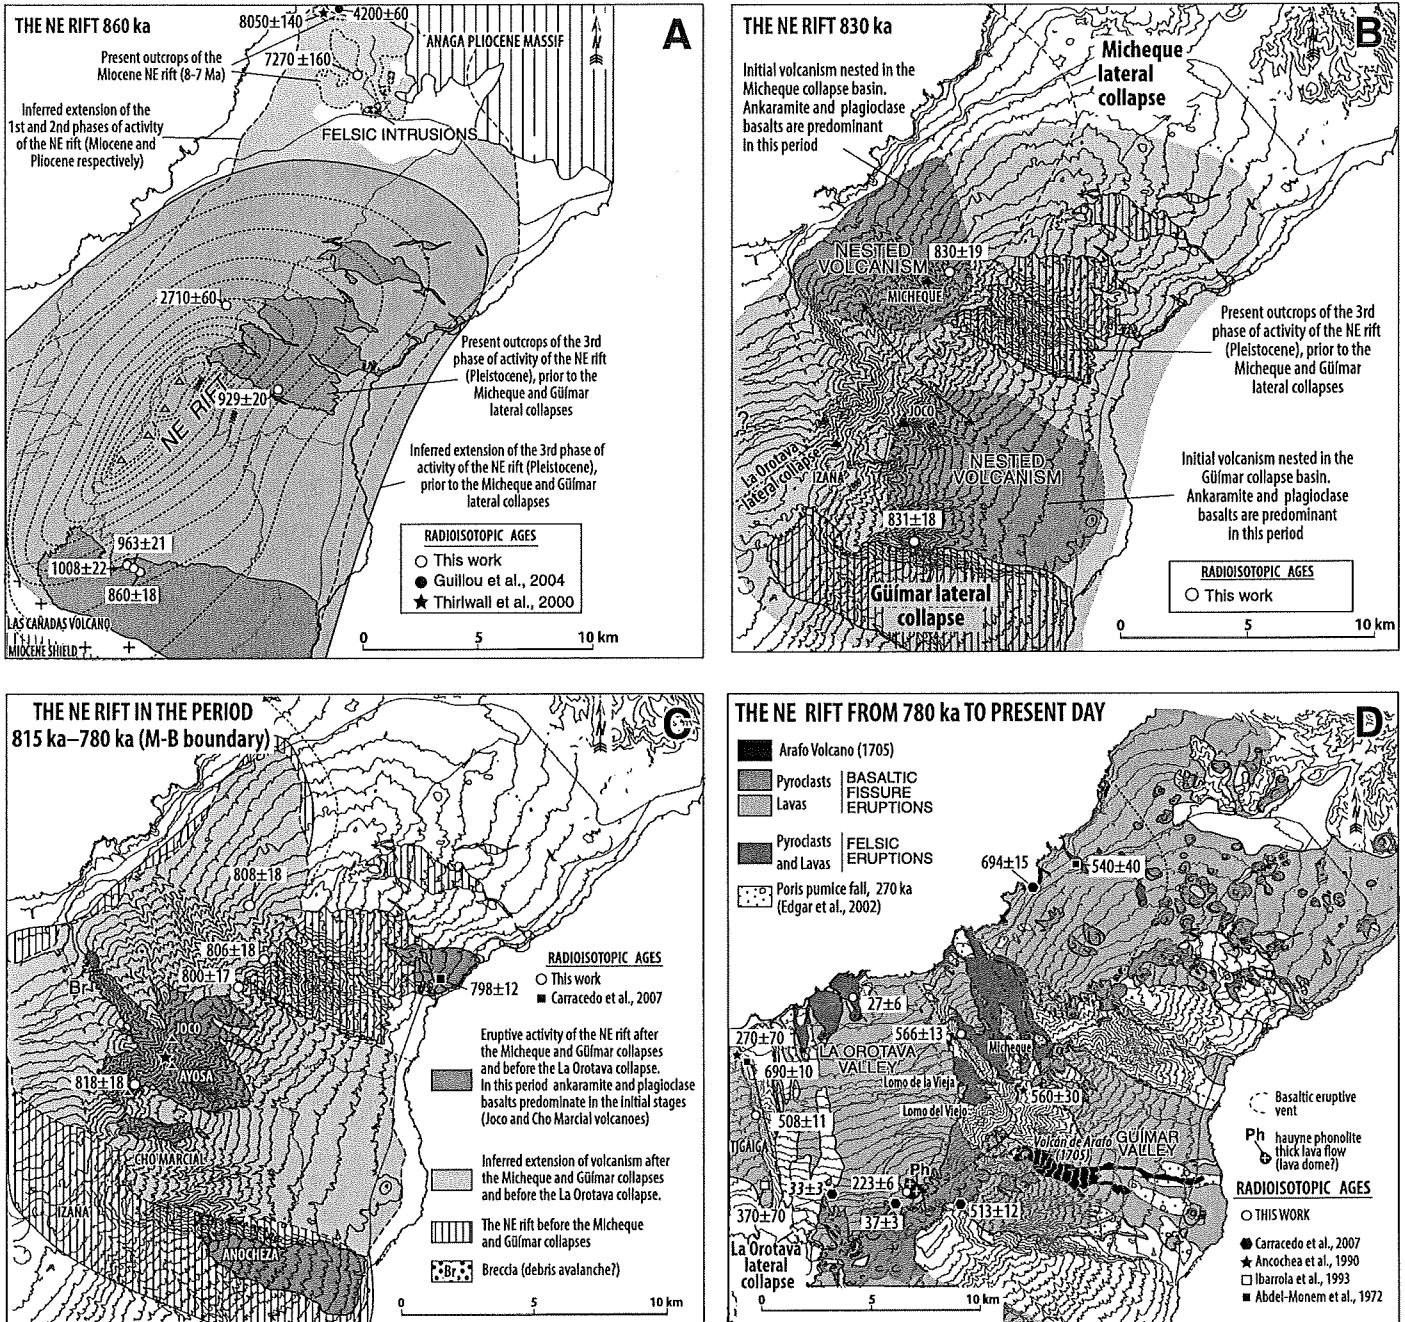 THE NE RIFT 860 ka
A
8050±140
4200±60
ANAGA PLIOCENE MASSIF
N
Present outcrops of the
Miocene NE rift (8-7 Ma)
7270 ±160
Inferred extension of the
1st and 2nd phases of activity
of the NE rift (Miocene and
Pliocene respectively)
FELSIC INTRUSIONS
2710±60
NE RIFT
929±20
Present outcrops of the 3rd
phase of activity of the NE rift
(Pleistocene), prior to the
Micheque and Güímar
lateral collapses
Inferred extension of the 3rd phase of
activity of the NE rift (Pleistocene),
prior to the Micheque and Güímar
lateral collapses
963±21
1008±22
860±18
LAS CAÑADAS VOLCANO
MIOCENE SHIELD
RADIOISOTOPIC AGES
This work
Guillou et al., 2004
Thirlwall et al., 2000
0 5 10 km
THE NE RIFT 830 ka
B
Micheque
lateral
collapse
Initial volcanism nested in the
Micheque collapse basin.
Ankaramite and plagioclase
basalts are predominant
in this period
NESTED
VOLCANISM
830±19
MICHEQUE
Present outcrops of the 3rd
phase of activity of the NE rift
(Pleistocene), prior to the
Micheque and Güímar
lateral collapses
JOCO
La Orotava
lateral collapse
IZAÑA
NESTED
VOLCANISM
831±18
Initial volcanism nested in the
Güímar collapse basin.
Ankaramite and plagioclase
basalts are predominant
in this period
Güímar lateral
collapse
RADIOISOTOPIC AGES
This work
0 5 10 km
THE NE RIFT IN THE PERIOD
815 ka–780 ka (M-B boundary)
C
N
808±18
806±18
800±17
798±12
Br
JOCO
AYOSA
818±18
CHO MARCIAL
IZAÑA
ANOCHEZA
RADIOISOTOPIC AGES
This work
Carracedo et al., 2007
Eruptive activity of the NE rift after
the Micheque and Güímar collapses
and before the La Orotava collapse.
In this period ankaramite and plagioclase
basalts predominate in the initial stages
(Joco and Cho Marcial volcanoes)
Inferred extension of volcanism after
the Micheque and Güímar collapses
and before the La Orotava collapse.
The NE rift before the Micheque
and Güímar collapses
Br Breccia (debris avalanche?)
0 5 10 km
THE NE RIFT FROM 780 ka TO PRESENT DAY
D
Arafo Volcano (1705)
Pyroclasts
Lavas
BASALTIC
FISSURE
ERUPTIONS
Pyroclasts
and Lavas
FELSIC
ERUPTIONS
Poris pumice fall, 270 ka
(Edgar et al., 2002)
694±15
540±40
27±6
270±70
566±13
LA OROTAVA
VALLEY
Micheque
690±10
Lomo de la Vieja
560±30
Lomo del Viejo
508±11
TIGAIGA
Volcán de Arafo
(1705)
GÜIMAR
VALLEY
Ph
33±3
223±6
37±3
513±12
370±70
La Orotava
lateral
collapse
Basaltic eruptive
vent
Ph hauyne phonolite
thick lava flow
(lava dome?)
RADIOISOTOPIC AGES
THIS WORK
Carracedo et al., 2007
Ancochea et al., 1990
Ibarrola et al., 1993
Abdel-Monem et al., 1972
0 5 10 km